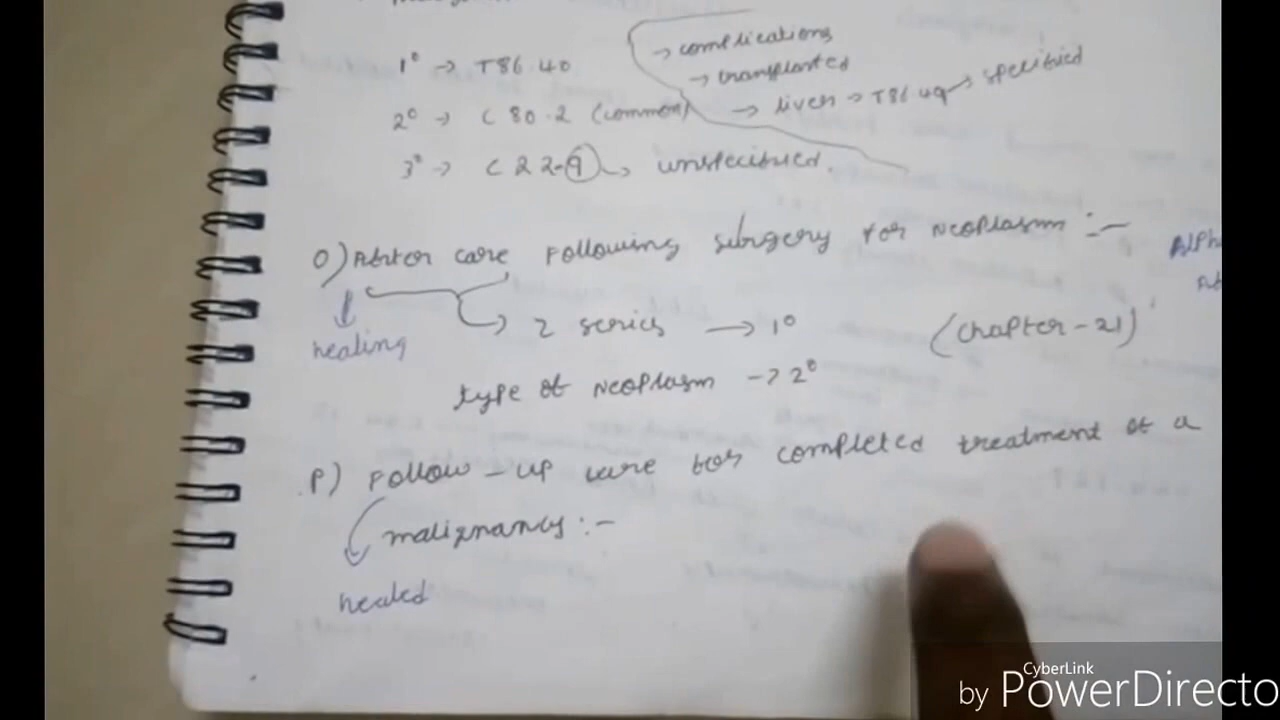 1° → T86.40
→ complications
→ transplanted
2° → C 80.2 (common)
→ liver → T86.49 → specified
3° → C 22.9 → unspecified.
O) After care following surgery for Neoplasm :-
Alph
healing
Z series → 1°
(chapter - 21)
type of Neoplasm → 2°
P) Follow - up care for completed treatment of a
malignancy :-
healed
CyberLink
by PowerDirecto